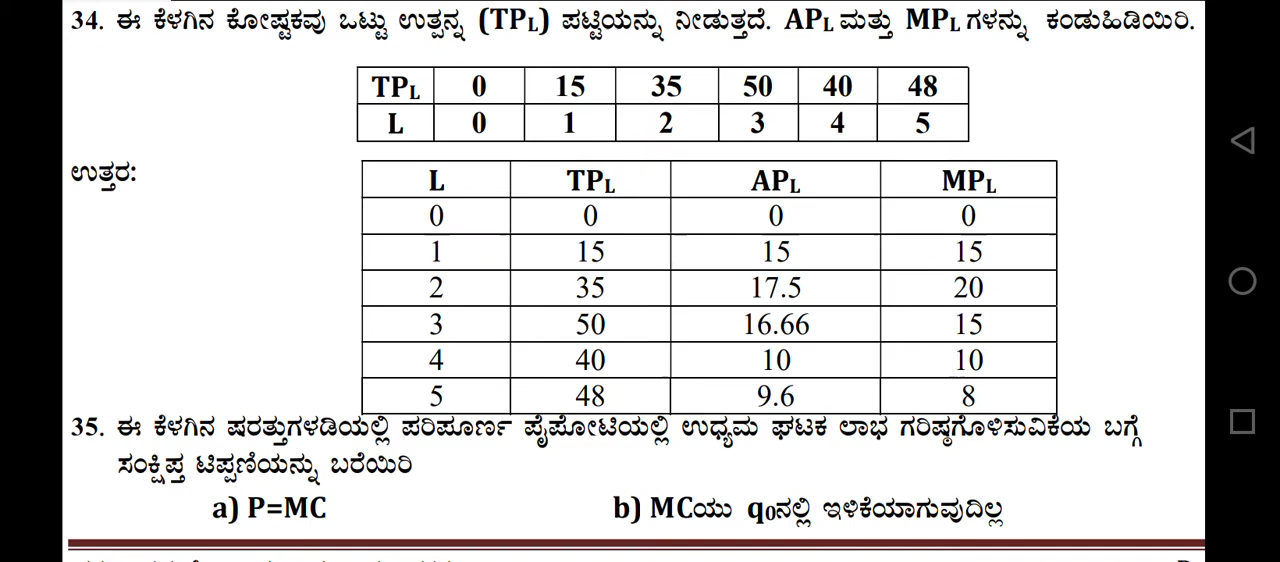 34. ಈ ಕೆಳಗಿನ ಕೋಷ್ಟಕವು ಒಟ್ಟು ಉತ್ಪನ್ನ (TPL) ಪಟ್ಟಿಯನ್ನು ನೀಡುತ್ತದೆ. APL ಮತ್ತು MPL ಗಳನ್ನು ಕಂಡುಹಿಡಿಯಿರಿ.
TPL 0 15 35 50 40 48
L 0 1 2 3 4 5
ಉತ್ತರ:
L TPL APL MPL
0 0 0 0
1 15 15 15
2 35 17.5 20
3 50 16.66 15
4 40 10 10
5 48 9.6 8
35. ಈ ಕೆಳಗಿನ ಷರತ್ತುಗಳಡಿಯಲ್ಲಿ ಪರಿಪೂರ್ಣ ಪೈಪೋಟಿಯಲ್ಲಿ ಉಧ್ಯಮ ಘಟಕ ಲಾಭ ಗರಿಷ್ಠಗೊಳಿಸುವಿಕೆಯ ಬಗ್ಗೆ
ಸಂಕ್ಷಿಪ್ತ ಟಿಪ್ಪಣಿಯನ್ನು ಬರೆಯಿರಿ
a) P=MC b) MCಯು q0ನಲ್ಲಿ ಇಳಿಕೆಯಾಗುವುದಿಲ್ಲ